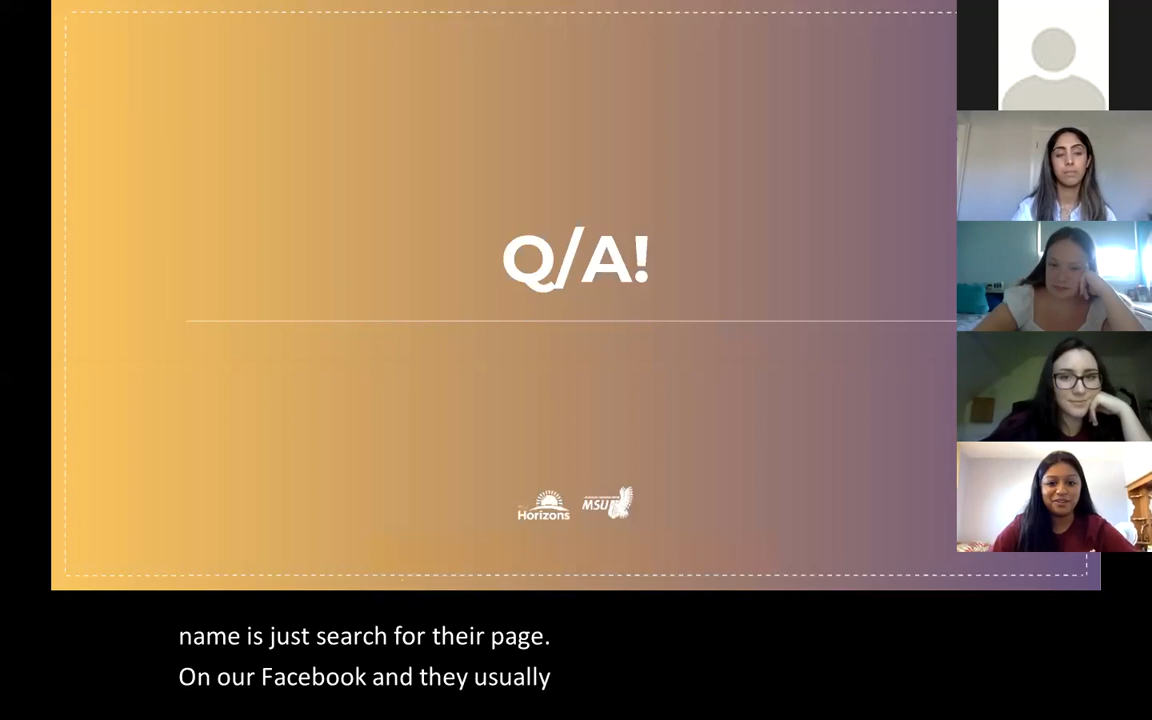 Q/A!
Horizons
MSU
name is just search for their page.
On our Facebook and they usually